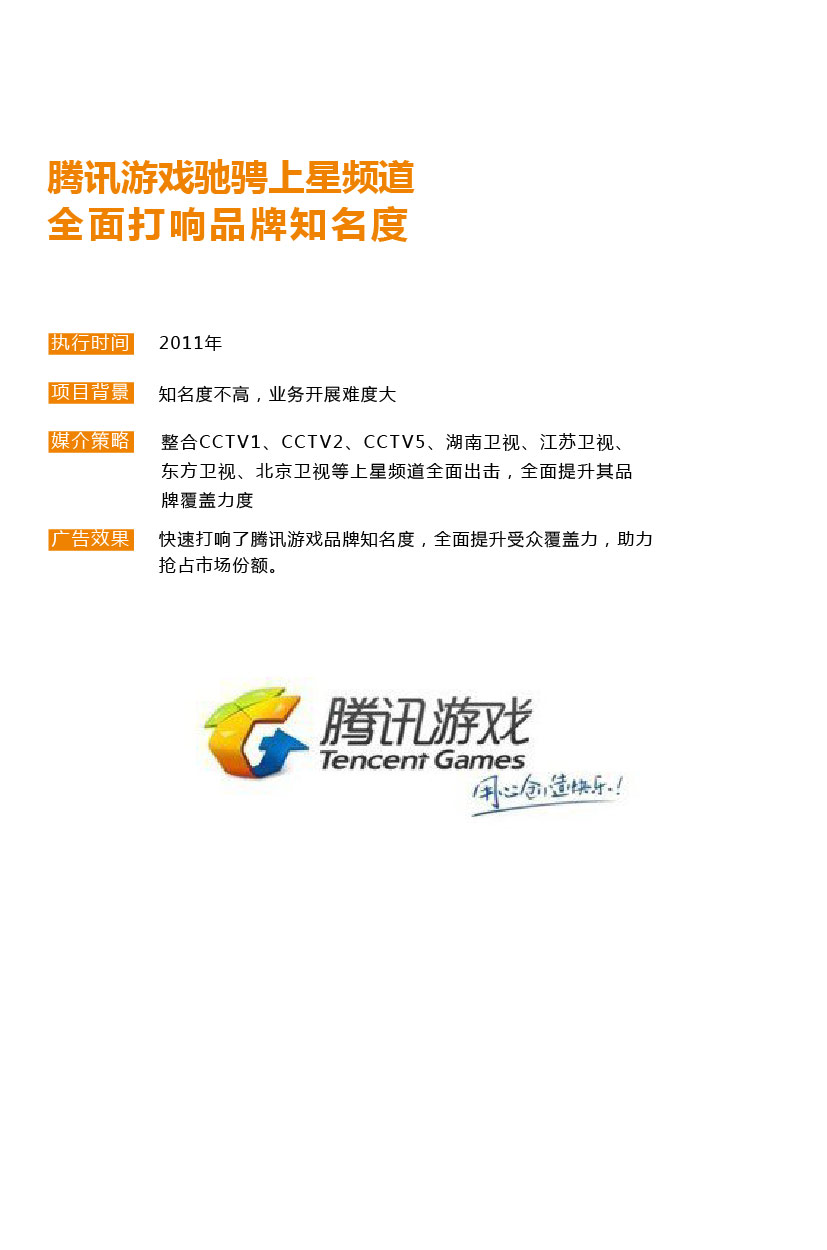 腾讯游戏驰骋上星频道
全面打响品牌知名度
执行时间 2011年
项目背景 知名度不高，业务开展难度大
媒介策略 整合CCTV1、CCTV2、CCTV5、湖南卫视、江苏卫视、
东方卫视、北京卫视等上星频道全面出击，全面提升其品
牌覆盖力度
广告效果 快速打响了腾讯游戏品牌知名度，全面提升受众覆盖力，助力
抢占市场份额。
腾讯游戏
Tencent Games
用心创造快乐！